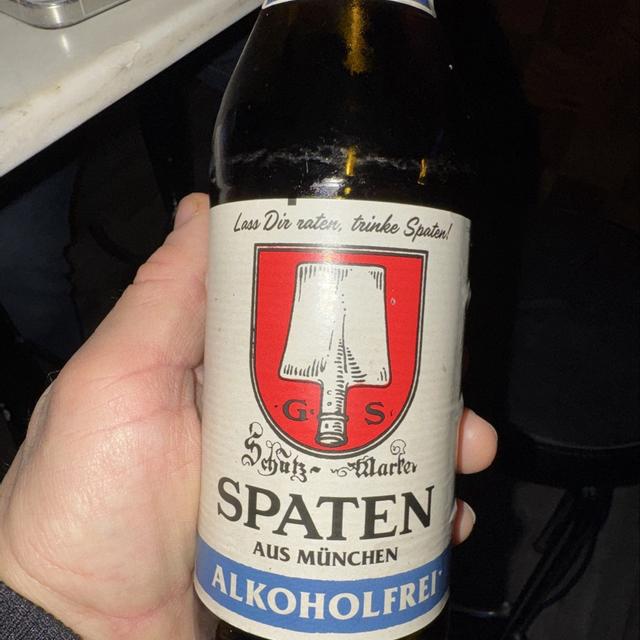 Lass Dir raten, trinke Spaten!
·G· S·
Schutz- Marke
SPATEN
AUS MÜNCHEN
ALKOHOLFREI*